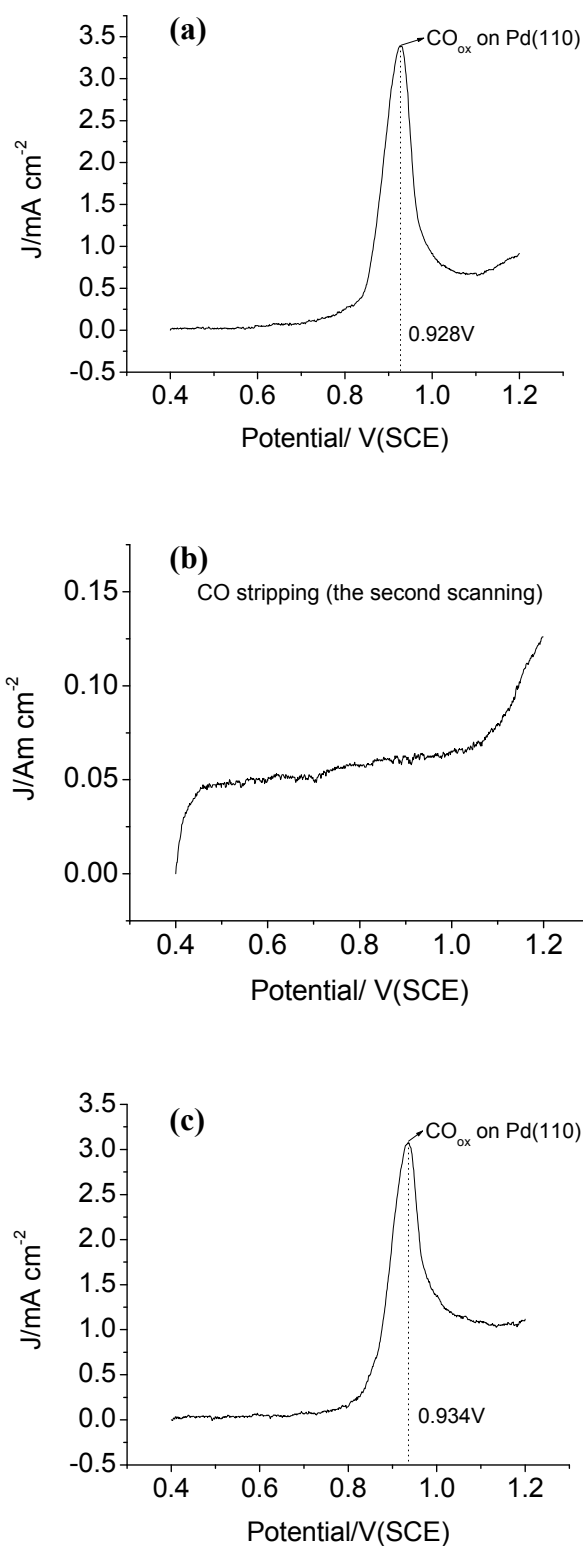 (a)
CO_ox on Pd(110)
3.5
3.0
2.5
2.0
1.5
1.0
0.5
0.0
-0.5
J/mA cm⁻²
0.928V
0.4 0.6 0.8 1.0 1.2
Potential/ V(SCE)
(b)
CO stripping (the second scanning)
0.15
0.10
0.05
0.00
J/Am cm⁻²
0.4 0.6 0.8 1.0 1.2
Potential/ V(SCE)
(c)
CO_ox on Pd(110)
3.5
3.0
2.5
2.0
1.5
1.0
0.5
0.0
-0.5
J/mA cm⁻²
0.934V
0.4 0.6 0.8 1.0 1.2
Potential/V(SCE)